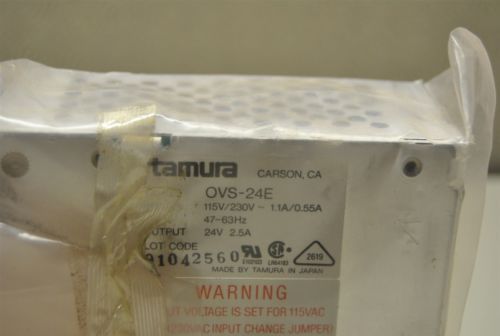 tamura CARSON, CA
OVS-24E
115V/230V ~ 1.1A/0.55A
47-63Hz
OUTPUT 24V 2.5A
LOT CODE
91042560
2619
MADE BY TAMURA IN JAPAN
WARNING
VOLTAGE IS SET FOR 115VAC
(230VAC INPUT CHANGE JUMPER)